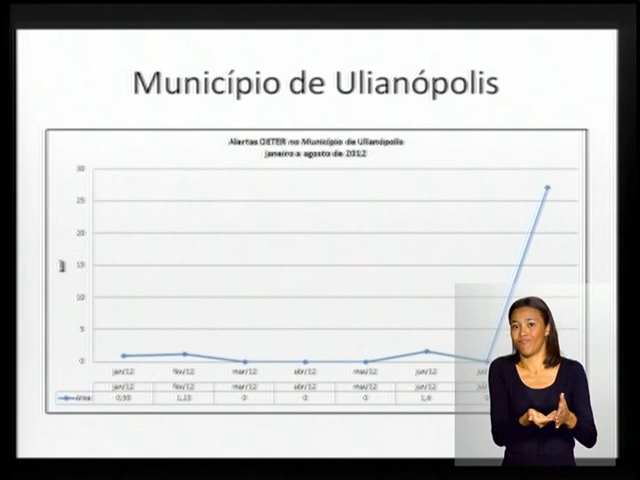 Município de Ulianópolis
Alertas DETER no Município de Ulianópolis
janeiro a agosto de 2012
30
25
20
15
10
5
0
km²
jan/12 fev/12 mar/12 abr/12 mai/12 jun/12
jan/12 fev/12 mar/12 abr/12 mai/12 jun/12
área 1,23 0 0 0 1,6